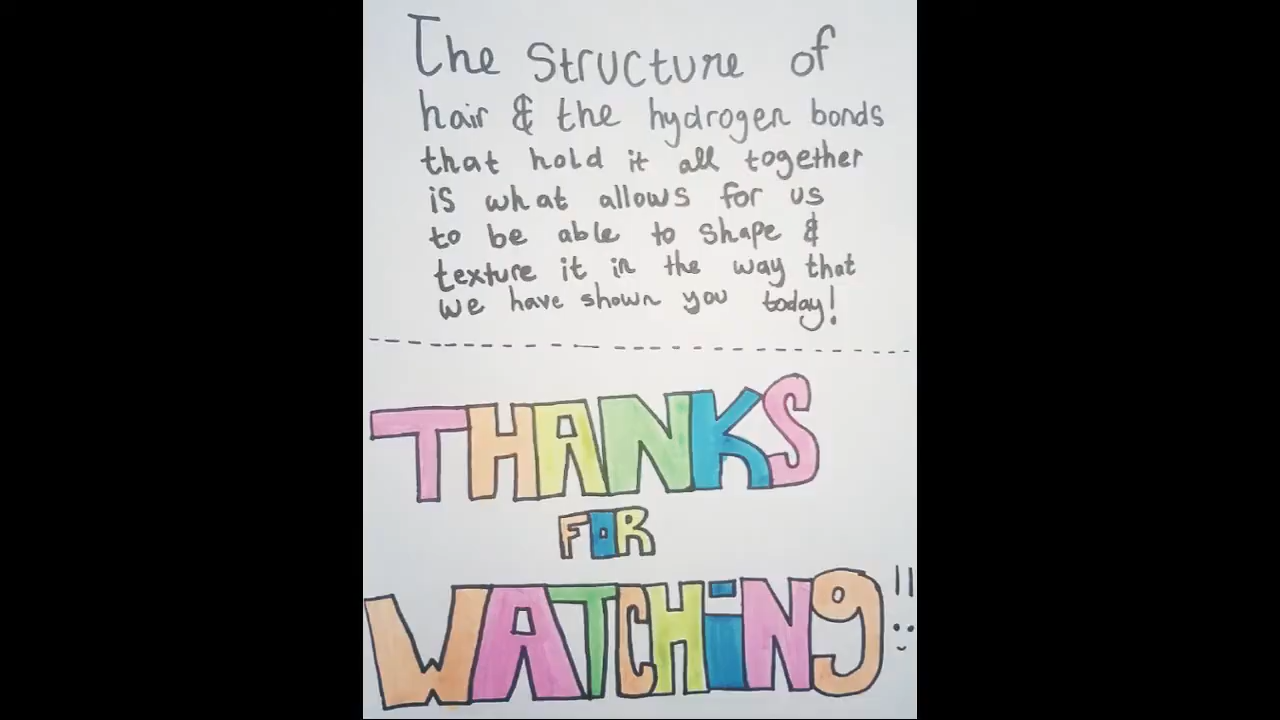 The structure of
hair & the hydrogen bonds
that hold it all together
is what allows for us
to be able to shape &
texture it in the way that
we have shown you today!
THANKS
FOR
WATCHiNg!!